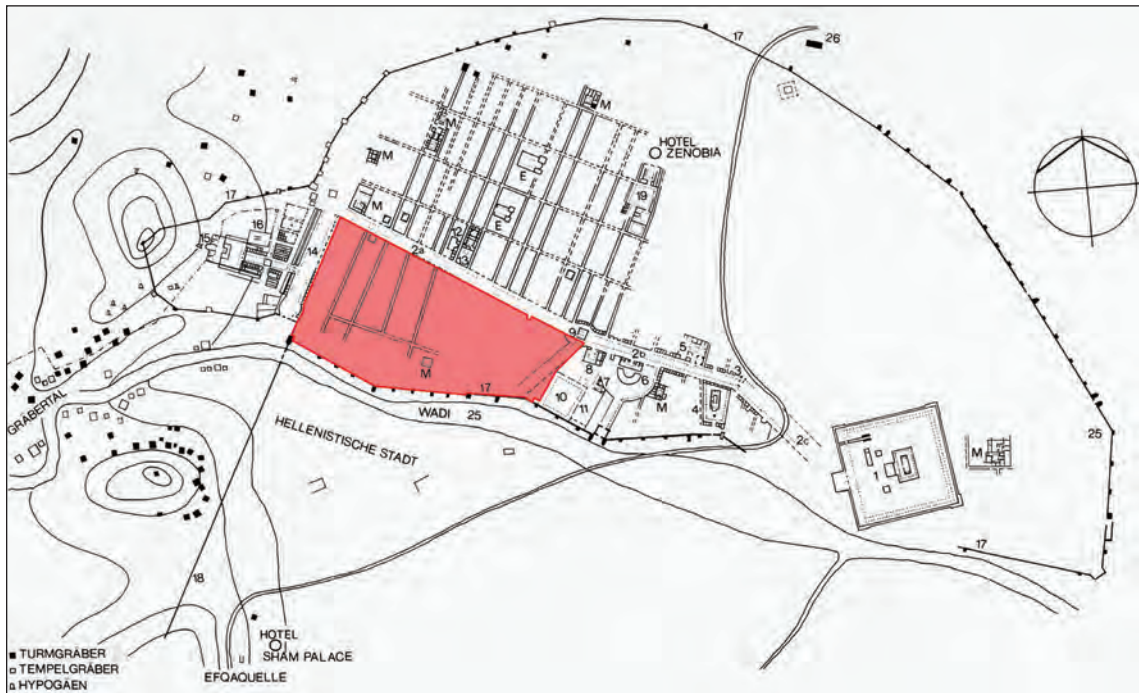 17
26
M
M
HOTEL
ZENOBIA
M
E
19
17
M
E
16
15
12
13
14
2a
9
2b
5
3
8
6
7
M
4
10
11
M
17
WADI 25
2c
GRÄBERTAL
HELLENISTISCHE STADT
25
M
1
17
18
HOTEL
SHAM PALACE
EFQAQUELLE
TURMGRÄBER
TEMPELGRÄBER
HYPOGÄEN